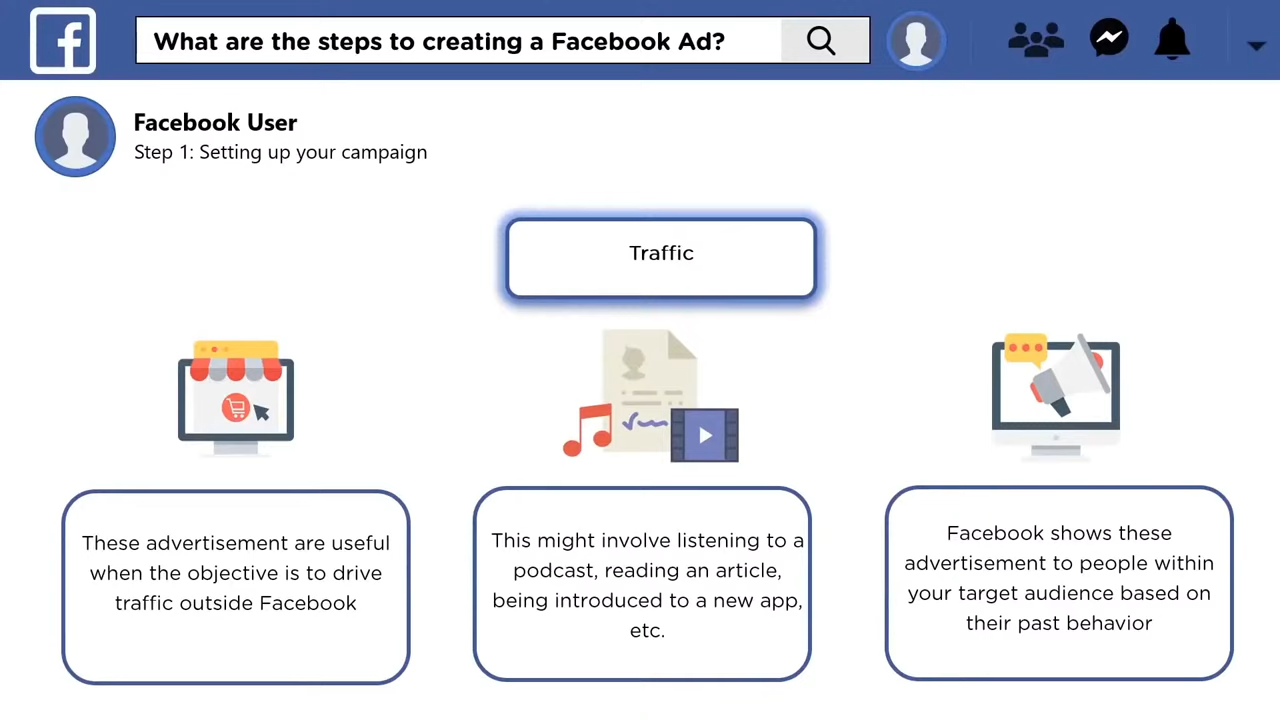 What are the steps to creating a Facebook Ad?
Facebook User
Step 1: Setting up your campaign
Traffic
These advertisement are useful
when the objective is to drive
traffic outside Facebook
This might involve listening to a
podcast, reading an article,
being introduced to a new app,
etc.
Facebook shows these
advertisement to people within
your target audience based on
their past behavior